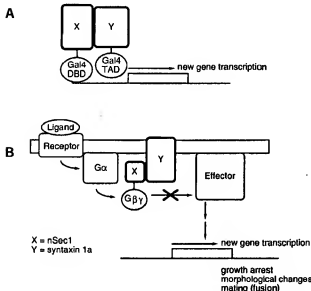 A
X
Y
Gal4
DBD
Gal4
TAD
new gene transcription
B
Ligand
Receptor
Gα
X
Gβγ
Y
Effector
X = nSec1
Y = syntaxin 1a
new gene transcription
growth arrest
morphological changes
mating (fusion)